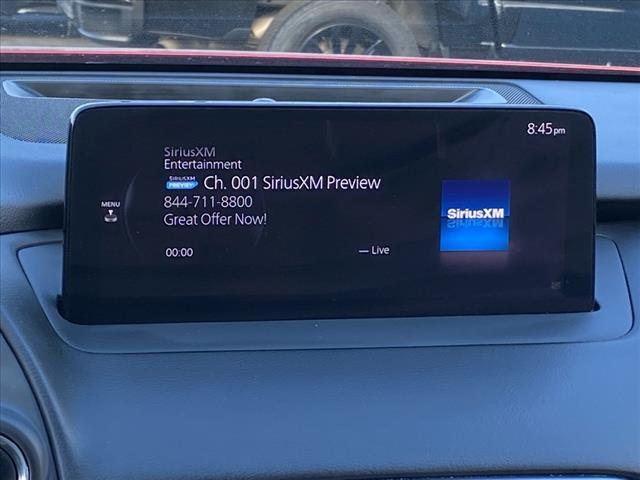 8:45pm
SiriusXM
Entertainment
SiriusXM PREVIEW Ch. 001 SiriusXM Preview
MENU
844-711-8800
Great Offer Now!
SiriusXM
00:00
— Live